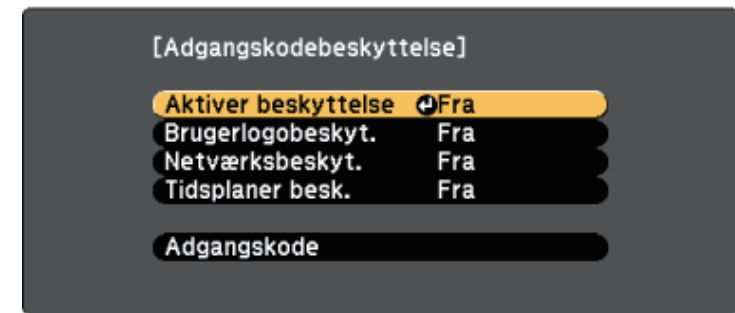 [Adgangskodebeskyttelse]
Aktiver beskyttelse Fra
Brugerlogobeskyt. Fra
Netværksbeskyt. Fra
Tidsplaner besk. Fra
Adgangskode